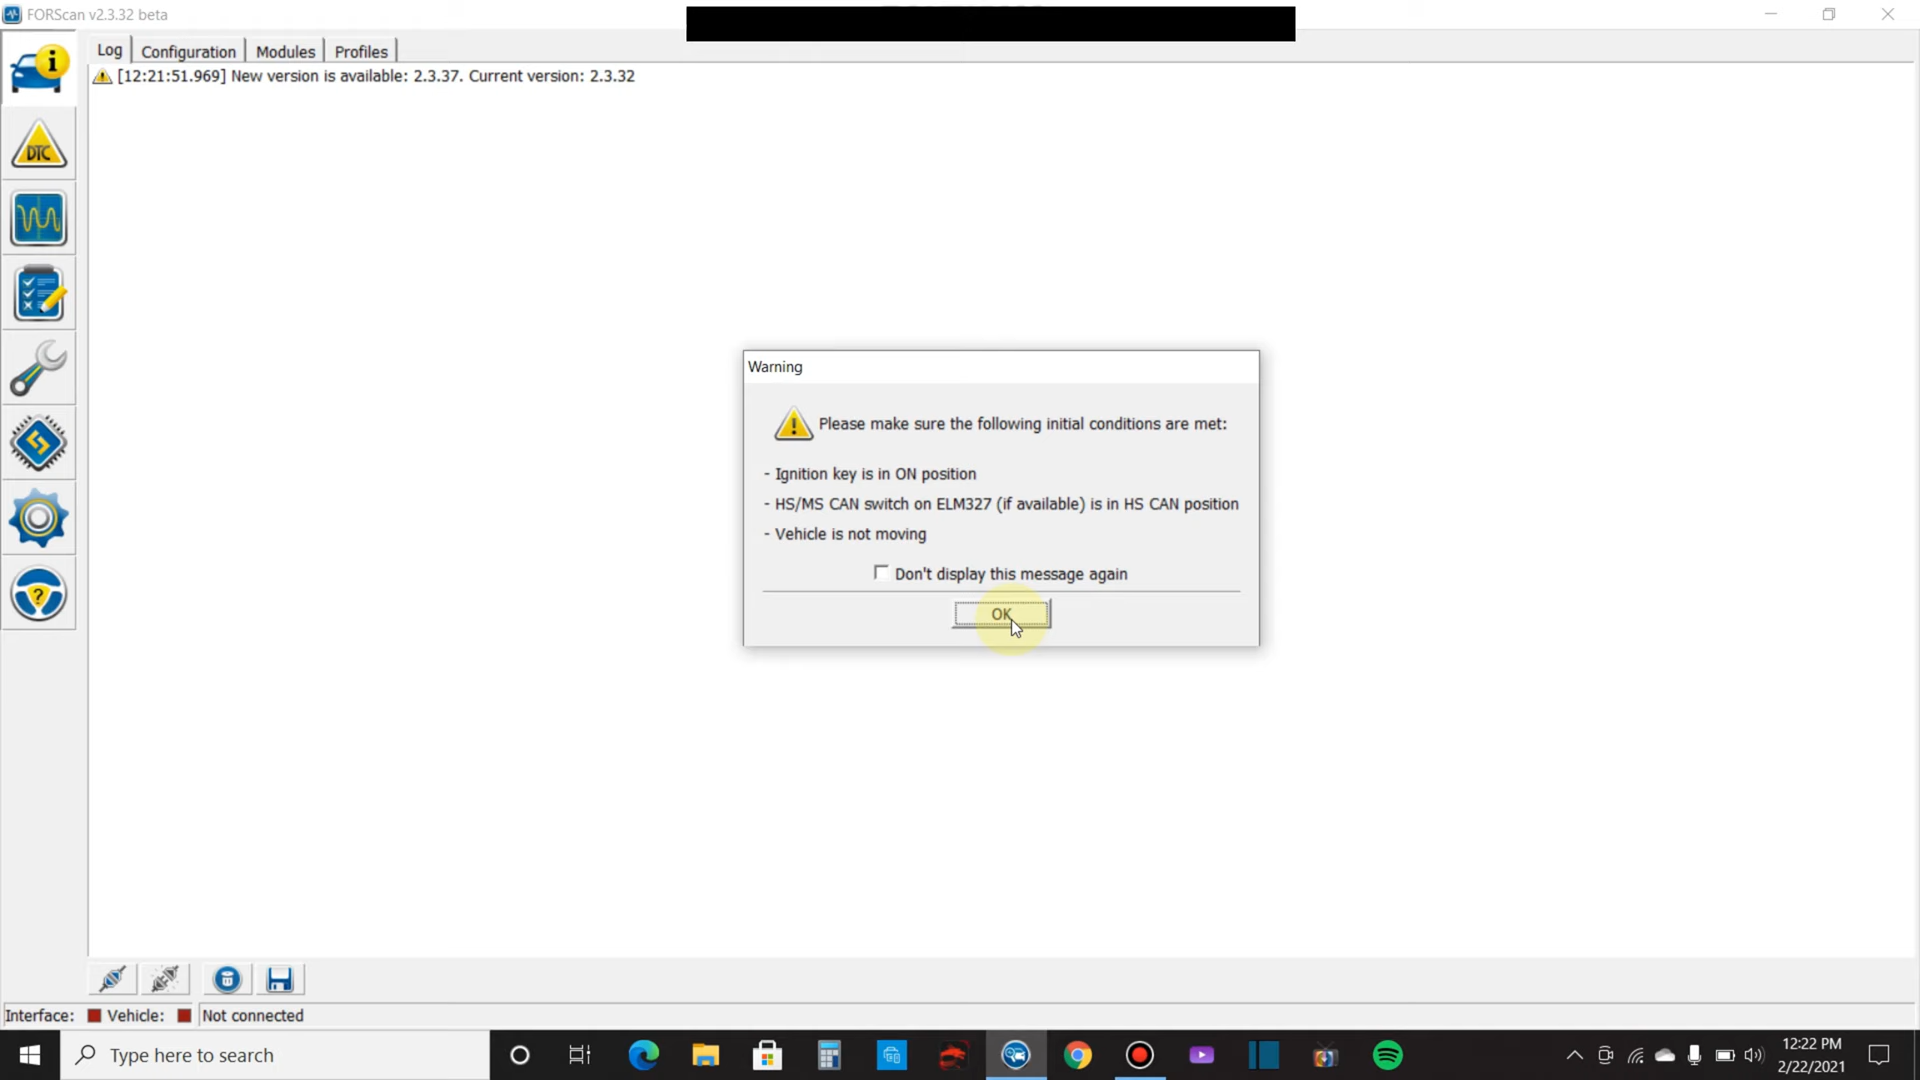 FORScan v2.3.32 beta
Log
Configuration
Modules
Profiles
[12:21:51.969] New version is available: 2.3.37. Current version: 2.3.32
DTC
Warning
Please make sure the following initial conditions are met:
- Ignition key is in ON position
- HS/MS CAN switch on ELM327 (if available) is in HS CAN position
- Vehicle is not moving
Don't display this message again
OK
Interface:
Vehicle:
Not connected
Type here to search
12:22 PM
2/22/2021